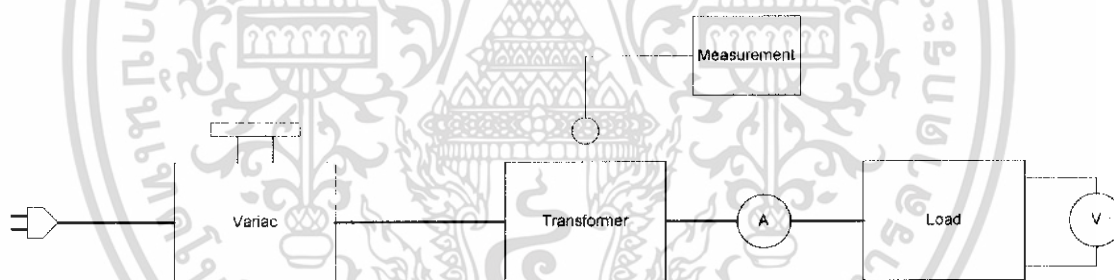 Measurement
Variac
Transformer
A
Load
V